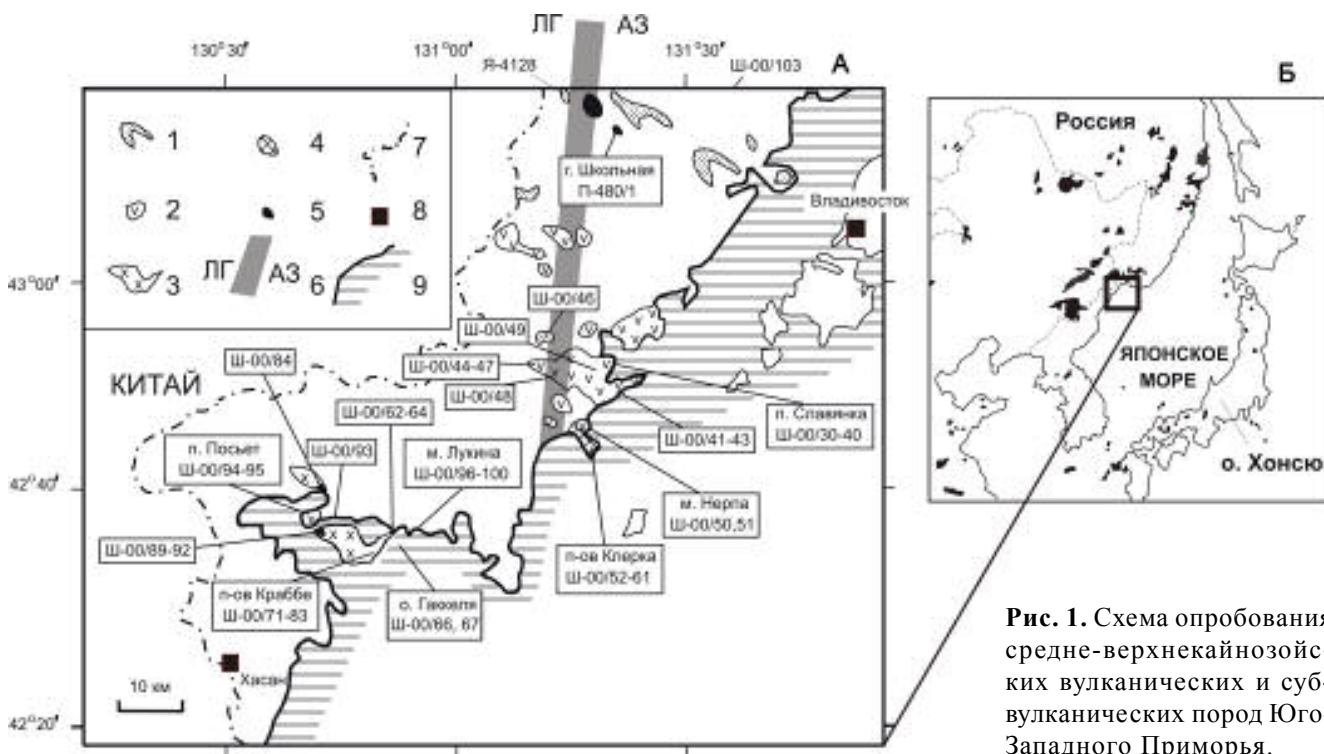 ЛГ АЗ
130°30' 131°00' 131°30'
Я-4128
Ш-00/103
А
Б
1 4 7
2 5 8
3 ЛГ АЗ 6 9
г. Школьная
П-480/1
Владивосток
43°00'
Ш-00/46
Ш-00/49
Ш-00/44-47
Ш-00/48
Ш-00/84
КИТАЙ
Ш-00/62-64
п. Славянка
Ш-00/30-40
Ш-00/41-43
п. Посьет
Ш-00/94-95
Ш-00/93
м. Лукина
Ш-00/96-100
42°40'
м. Нерпа
Ш-00/50,51
Ш-00/89-92
п-ов Клерка
Ш-00/52-61
п-ов Краббе
Ш-00/71-83
о. Гаккеля
Ш-00/66, 67
Хасан
10 км
42°20'
Россия
ЯПОНСКОЕ
МОРЕ
о. Хонсю
Рис. 1. Схема опробования
средне-верхнекайнозойс-
ких вулканических и суб-
вулканических пород Юго-
Западного Приморья.